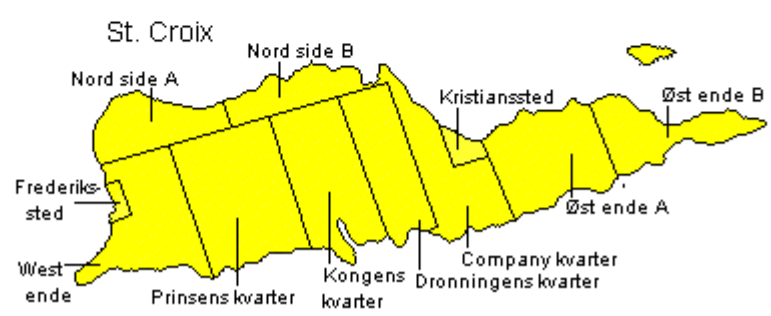 St. Croix
Nord side B
Nord side A
Kristianssted
Øst ende B
Frederiks-
sted
Øst ende A
West
ende
Prinsens kvarter
Kongens
kvarter
Company kvarter
Dronningens kvarter